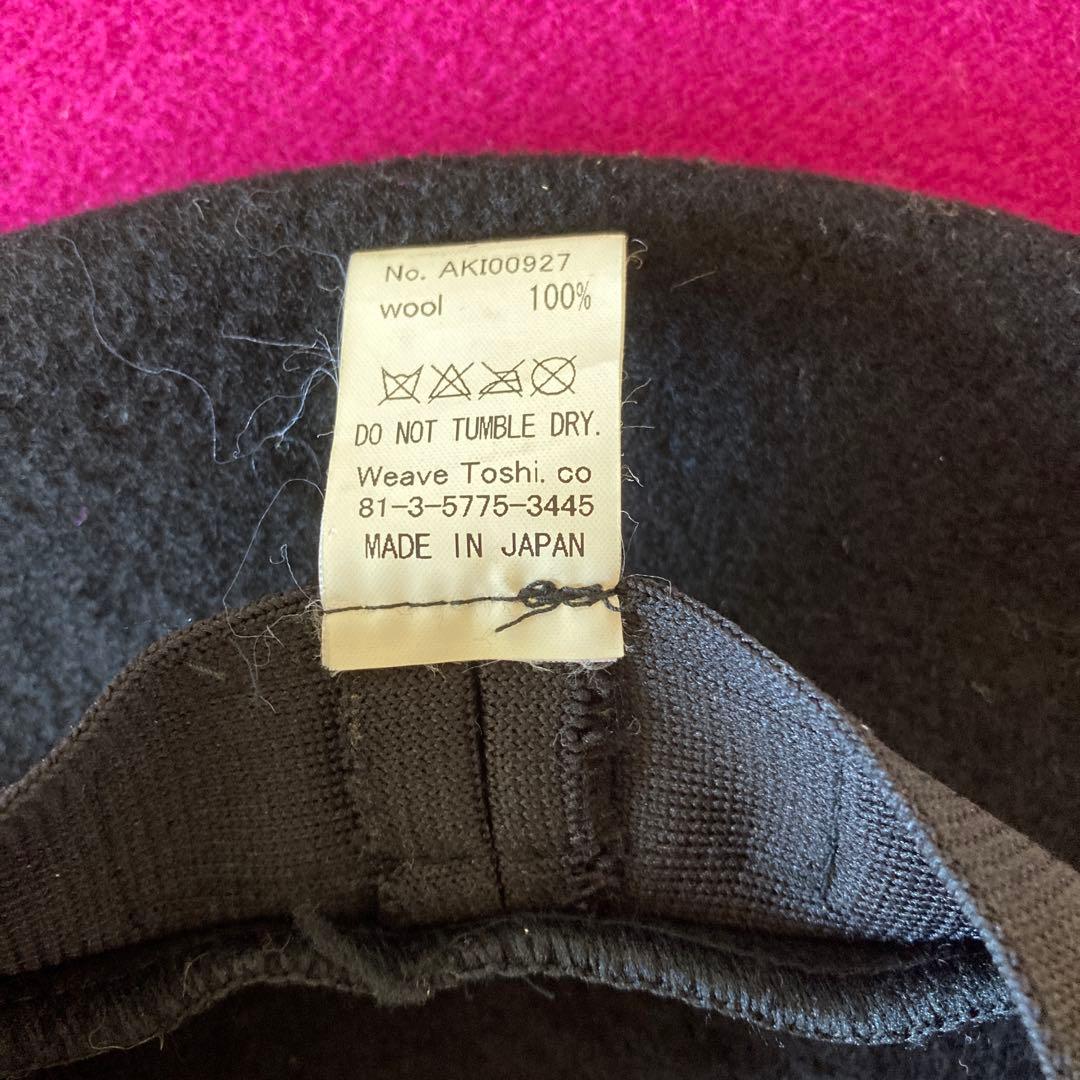 No. AKI00927
wool 100%
DO NOT TUMBLE DRY.
Weave Toshi. co
81-3-5775-3445
MADE IN JAPAN